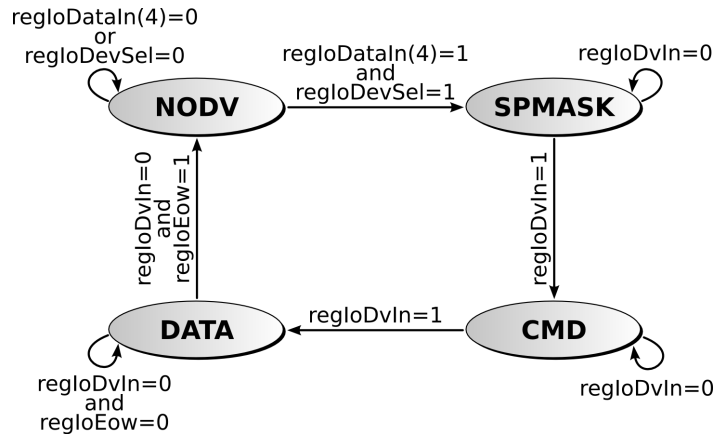 regIoDataIn(4)=0
or
regIoDevSel=0
regIoDataIn(4)=1
and
regIoDevSel=1
regIoDvIn=0
NODV
SPMASK
regIoDvIn=0
and
regIoEow=1
regIoDvIn=1
DATA
regIoDvIn=1
CMD
regIoDvIn=0
and
regIoEow=0
regIoDvIn=0